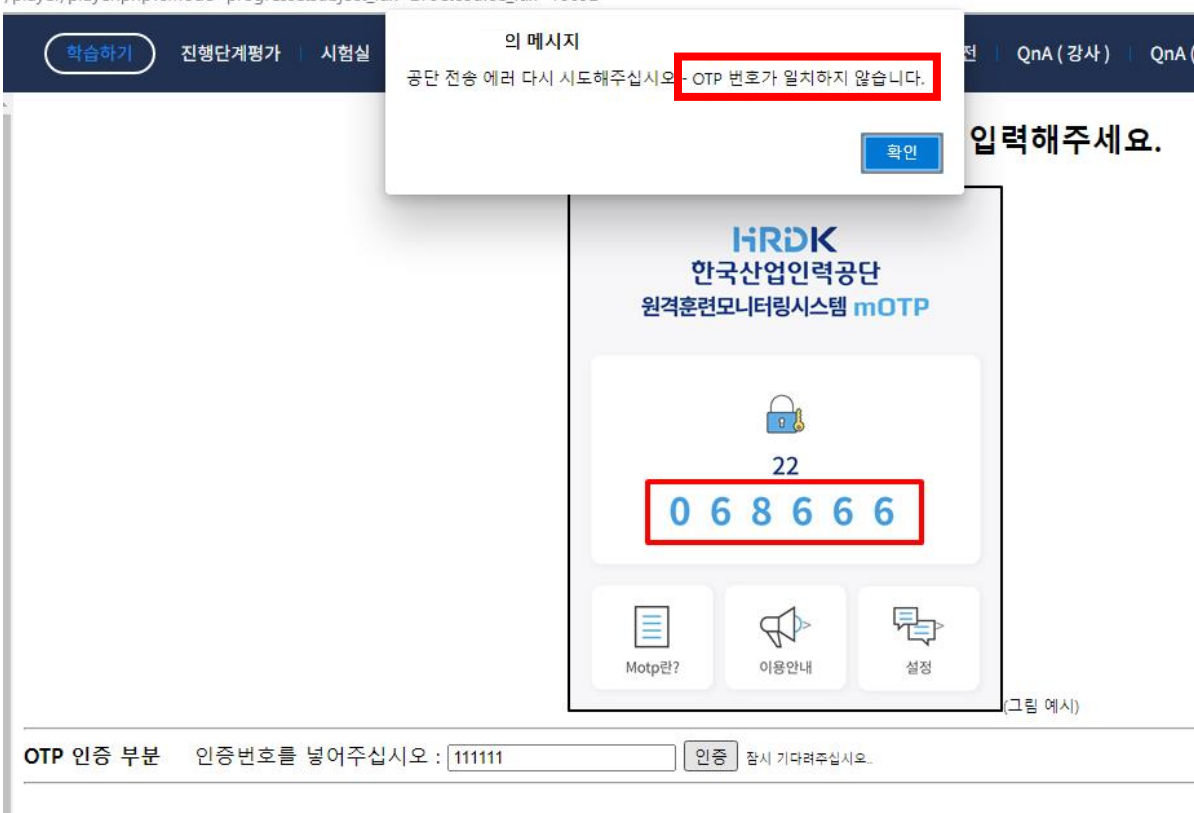 학습하기 진행단계평가 시험실 전 QnA ( 강사 ) QnA (
의 메시지
공단 전송 에러 다시 시도해주십시오 - OTP 번호가 일치하지 않습니다.
확인
입력해주세요.
HRDK
한국산업인력공단
원격훈련모니터링시스템 mOTP
22
0 6 8 6 6 6
Motp란? 이용안내 설정
(그림 예시)
OTP 인증 부분 인증번호를 넣어주십시오 : 111111 인증 잠시 기다려주십시오..